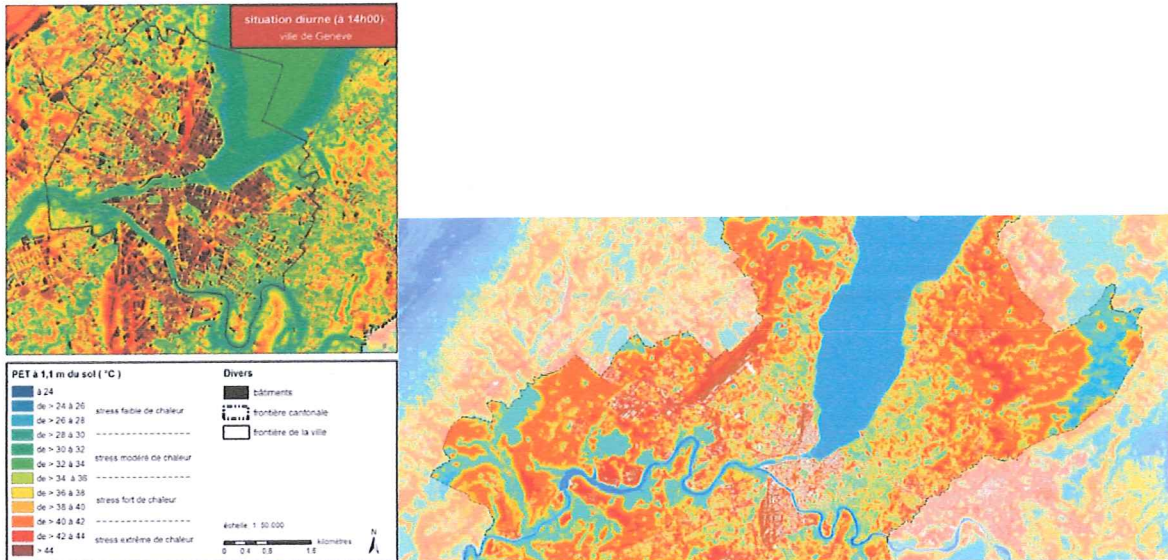 situation diurne (à 14h00)
ville de Genève
PET à 1,1 m du sol ( °C )
à 24
de > 24 à 26
de > 26 à 28
de > 28 à 30
de > 30 à 32
de > 32 à 34
de > 34 à 36
de > 36 à 38
de > 38 à 40
de > 40 à 42
de > 42 à 44
> 44
stress faible de chaleur
stress modéré de chaleur
stress fort de chaleur
stress extrême de chaleur
Divers
bâtiments
frontière cantonale
frontière de la ville
échelle 1 : 50.000
0 0.4 0.8 1.6 kilomètres
N